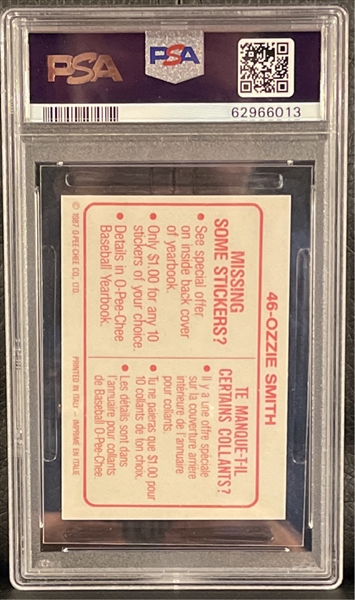 PSA
PSA
62966013
46-OZZIE SMITH
MISSING
SOME STICKERS?
• See special offer
on inside back cover
of yearbook.
• Only $1.00 for any 10
stickers of your choice.
• Details in O-Pee-Chee
Baseball Yearbook.
© 1987 O-PEE-CHEE CO., LTD.
TE MANQUE-T-IL
CERTAINS COLLANTS?
• Il y a une offre spéciale
sur la couverture arrière
intérieure de l'annuaire
pour collants.
• Tu ne paieras que $1.00 pour
10 collants de ton choix.
• Les détails sont dans
l'annuaire pour collants
de Baseball O-Pee-Chee.
PRINTED IN ITALY – IMPRIMÉ EN ITALIE